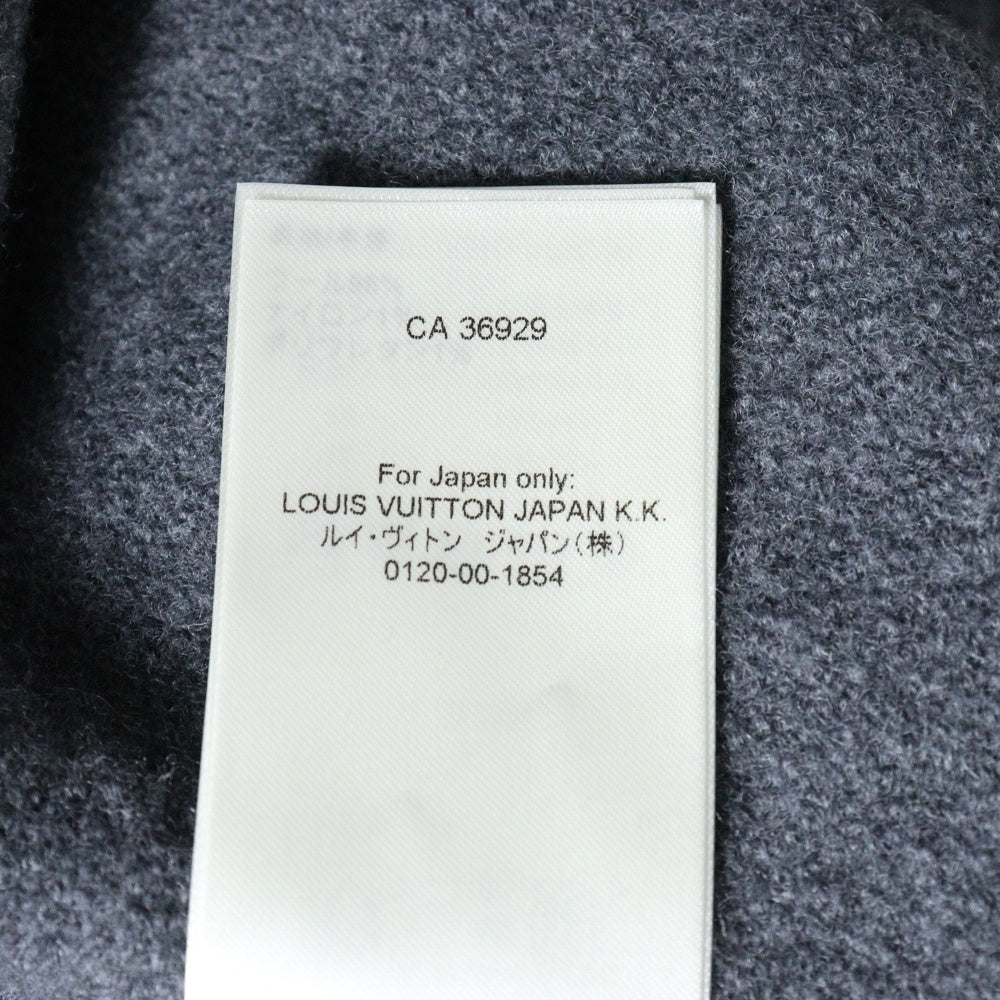 CA 36929
For Japan only:
LOUIS VUITTON JAPAN K.K.
ルイ・ヴィトン ジャパン(株)
0120-00-1854